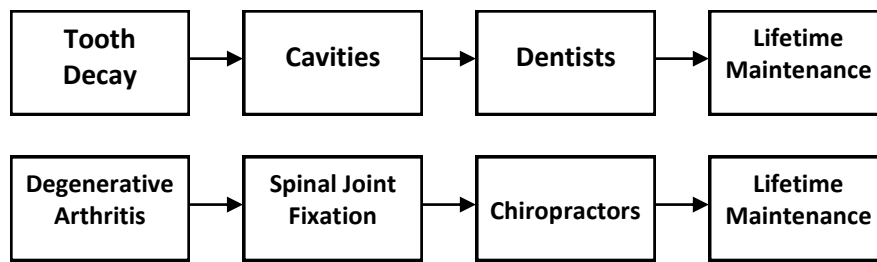 Tooth
Decay
Cavities
Dentists
Lifetime
Maintenance
Degenerative
Arthritis
Spinal Joint
Fixation
Chiropractors
Lifetime
Maintenance